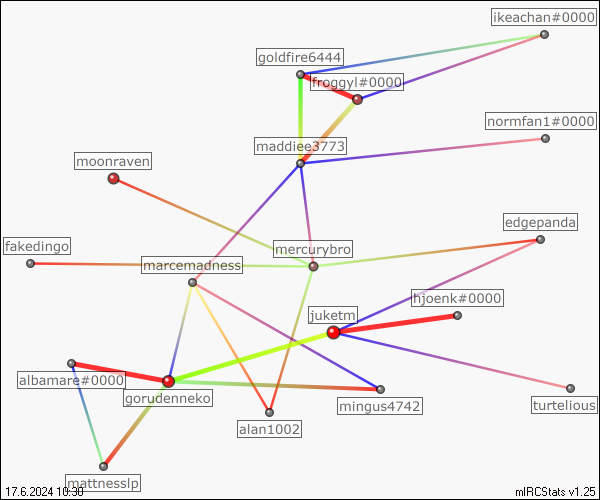 ikeachan#0000
goldfire6444
froggyl#0000
normfan1#0000
maddiee3773
moonraven
edgepanda
fakedingo
mercurybro
marcemadness
hjoenk#0000
juketm
albamare#0000
gorudenneko
mingus4742
turtelious
alan1002
mattnesslp
17.6.2024 10:30
mIRCStats v1.25